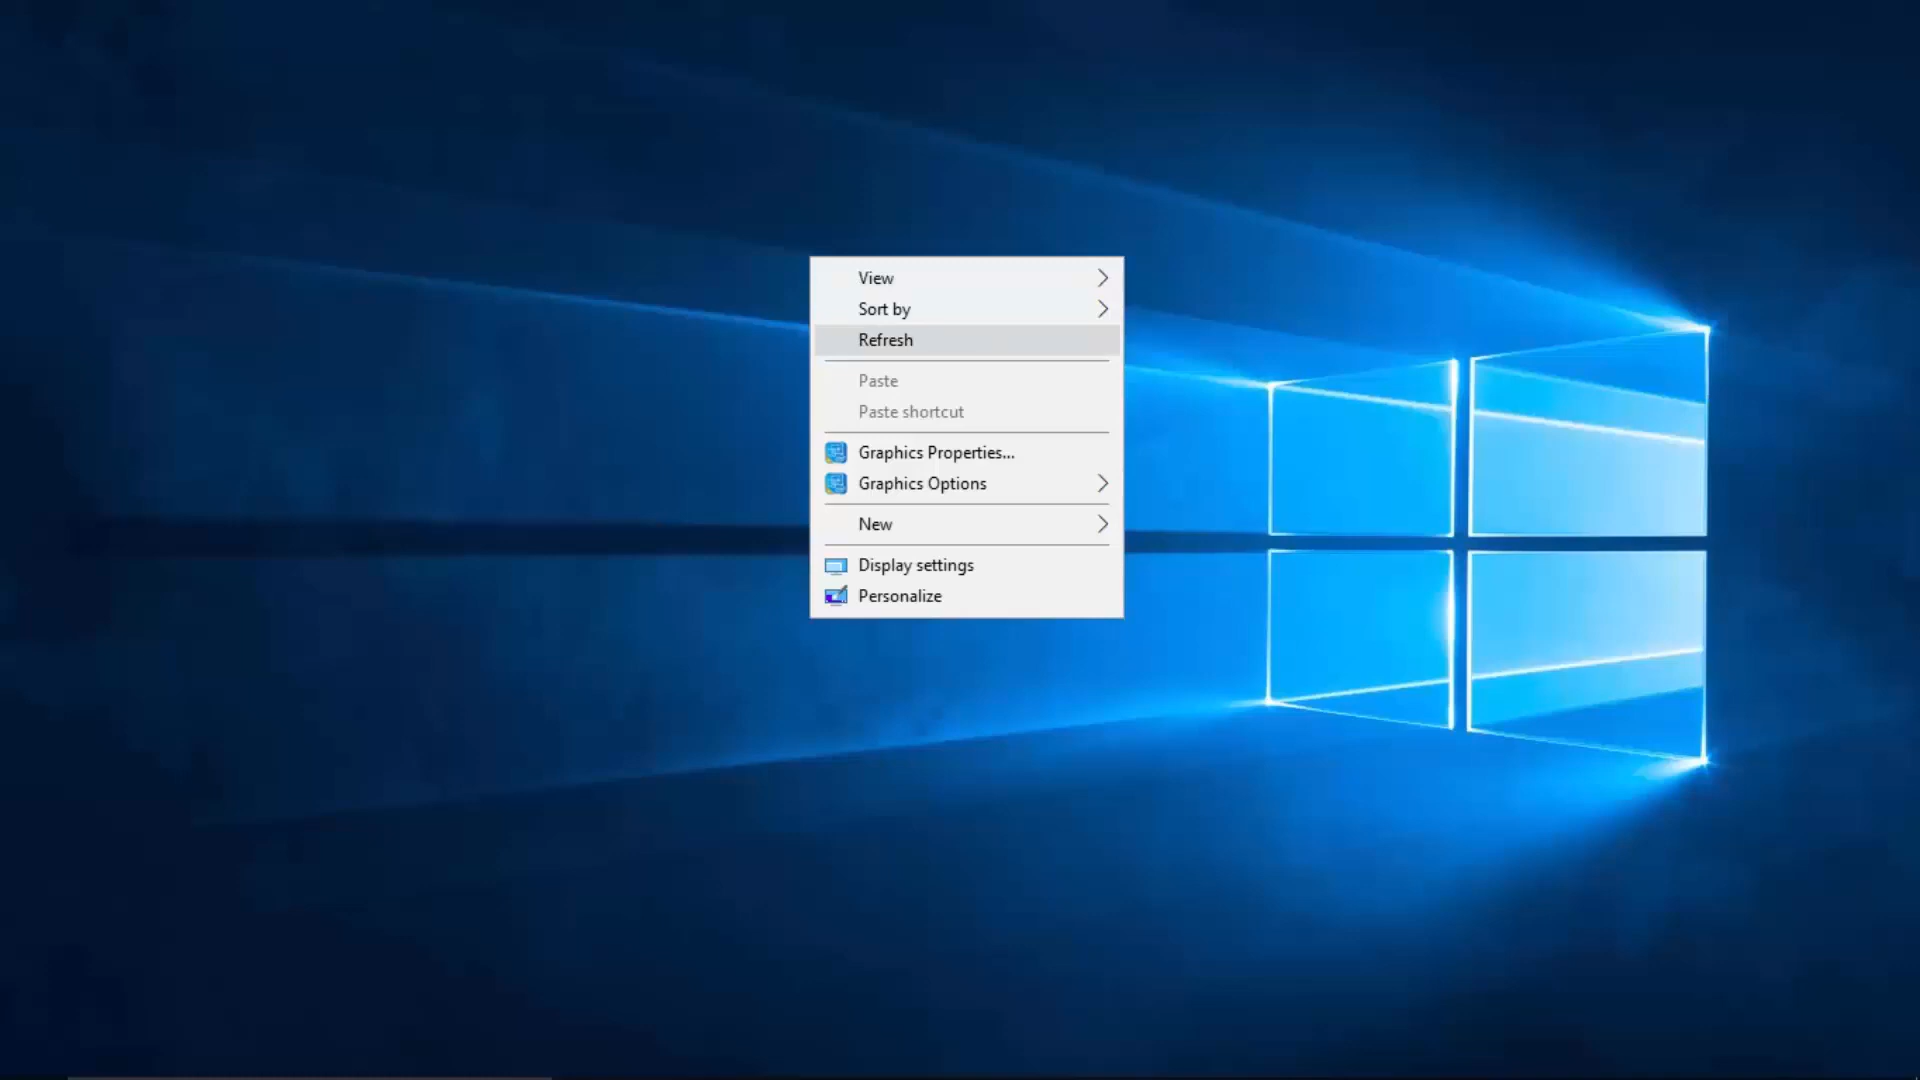 View
Sort by
Refresh
Paste
Paste shortcut
Graphics Properties...
Graphics Options
New
Display settings
Personalize